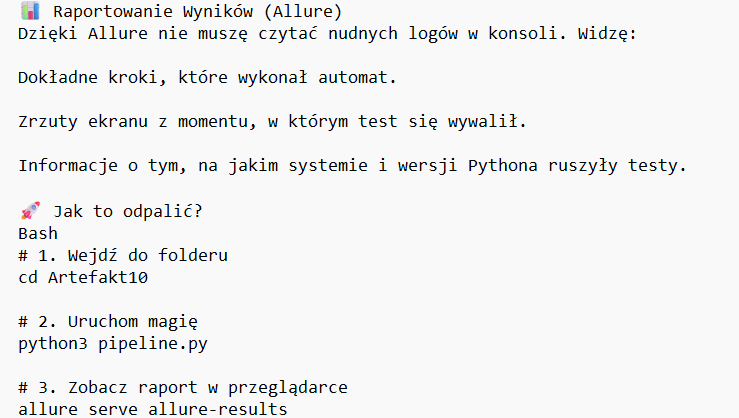 📊 Raportowanie Wyników (Allure)
Dzięki Allure nie muszę czytać nudnych logów w konsoli. Widzę:
Dokładne kroki, które wykonał automat.
Zrzuty ekranu z momentu, w którym test się wywalił.
Informacje o tym, na jakim systemie i wersji Pythona ruszyły testy.
🚀 Jak to odpalić?
Bash
# 1. Wejdź do folderu
cd Artefakt10
# 2. Uruchom magię
python3 pipeline.py
# 3. Zobacz raport w przeglądarce
allure serve allure-results